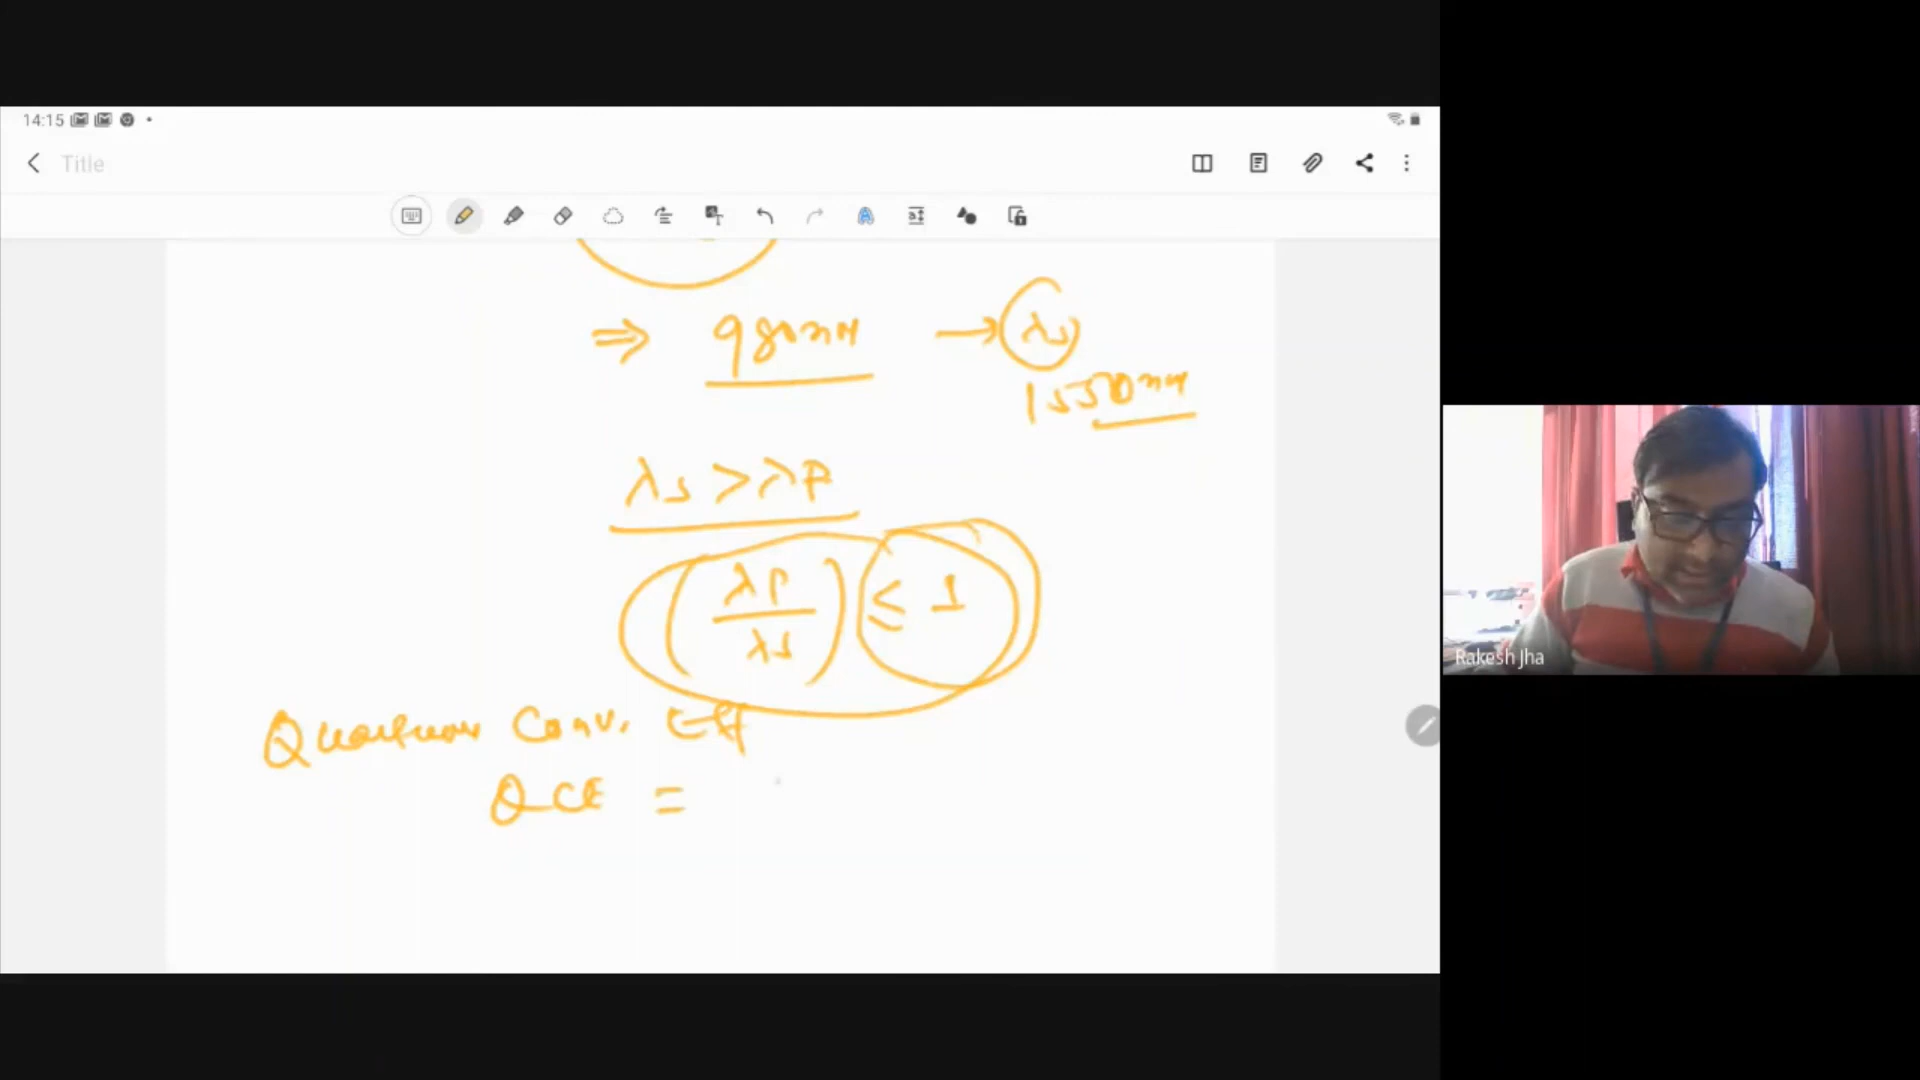 14:15
Title
⇒ 980nm → λs
1550nm
λs > λp
(λp/λs) ≤ 1
Quantum Conv. Eff
QCE =
Rakesh Jha